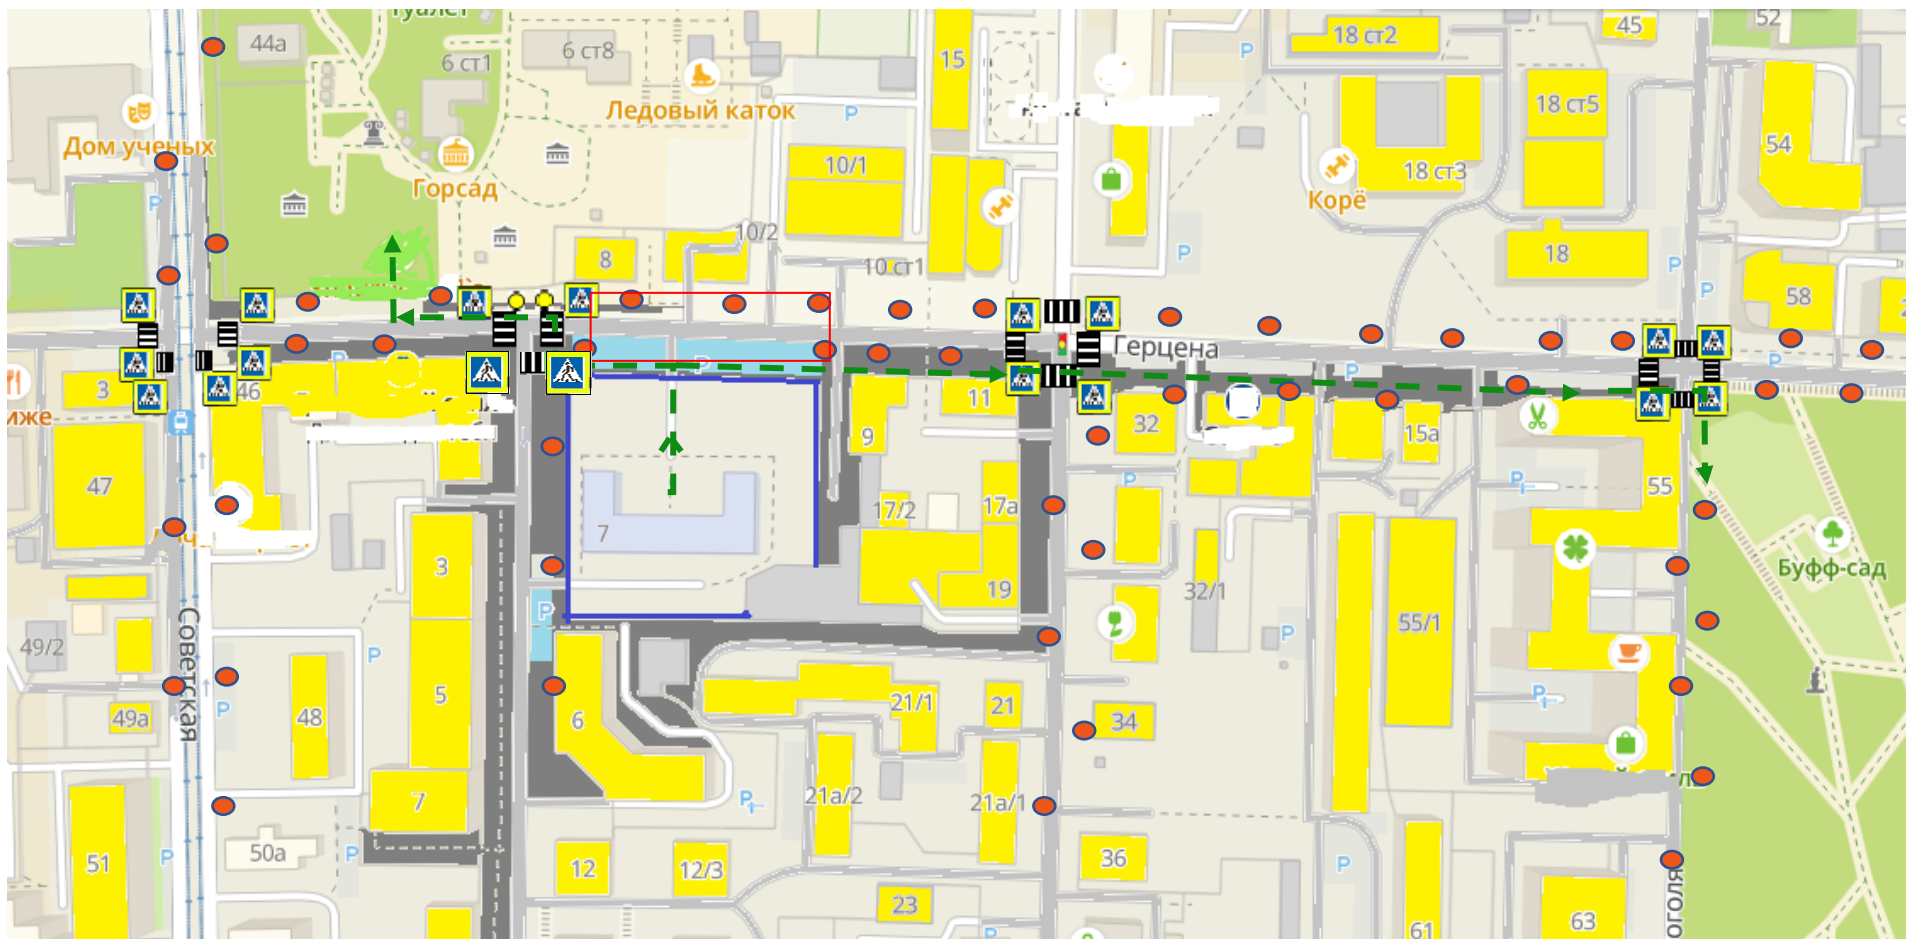 44а
6 ст8
6 ст1
15
18 ст2
45
52
Ледовый каток
P
P
Дом ученых
Горсад
10/1
18 ст5
18 ст3
54
Корё
P
8
10/2
10 ст1
P
18
P
P
58
Герцена
P
P
P
P
3
46
11
9
32
15а
иже
47
7
17/2
17а
P
P
55
3
19
32/1
55/1
Буфф-сад
49/2
Советская
P
P
P
49а
48
5
6
21/1
21
34
P
P
7
P
21а/2
21а/1
51
P
50а
P
12
12/3
36
P
23
61
63
P
оголя